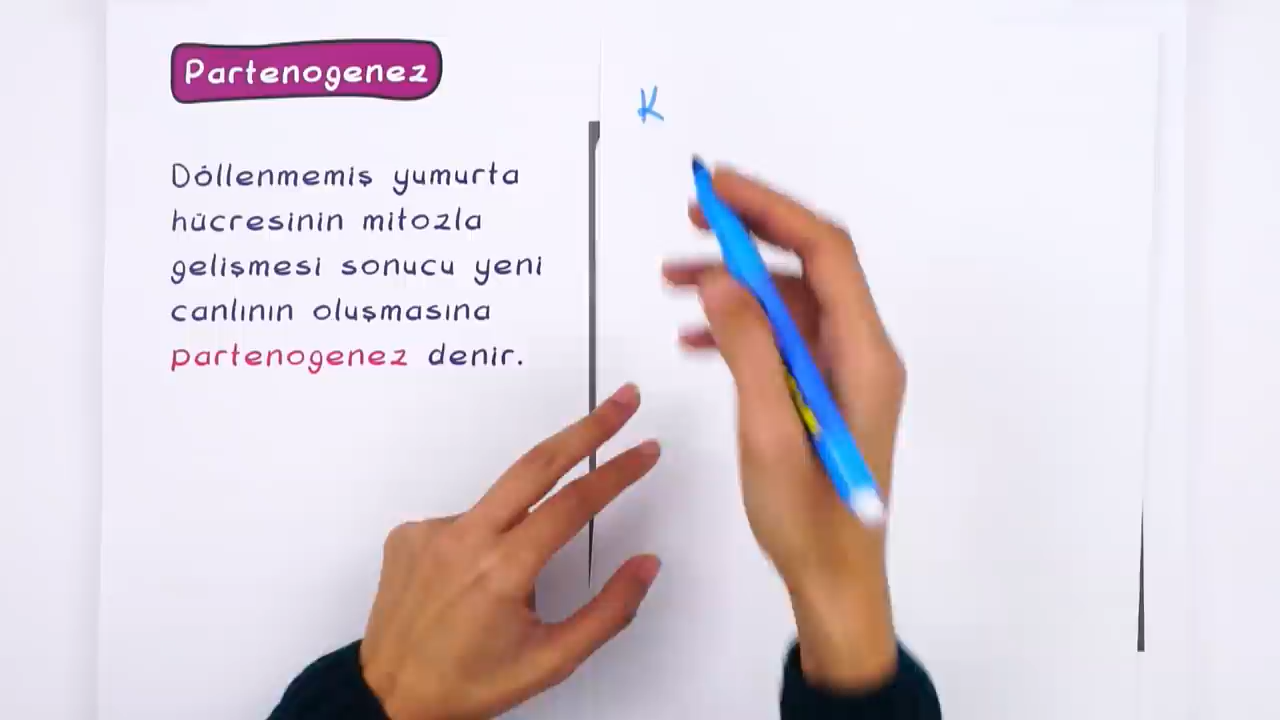 Partenogenez
Döllenmemiş yumurta
hücresinin mitozla
gelişmesi sonucu yeni
canlının oluşmasına
partenogenez denir.
K